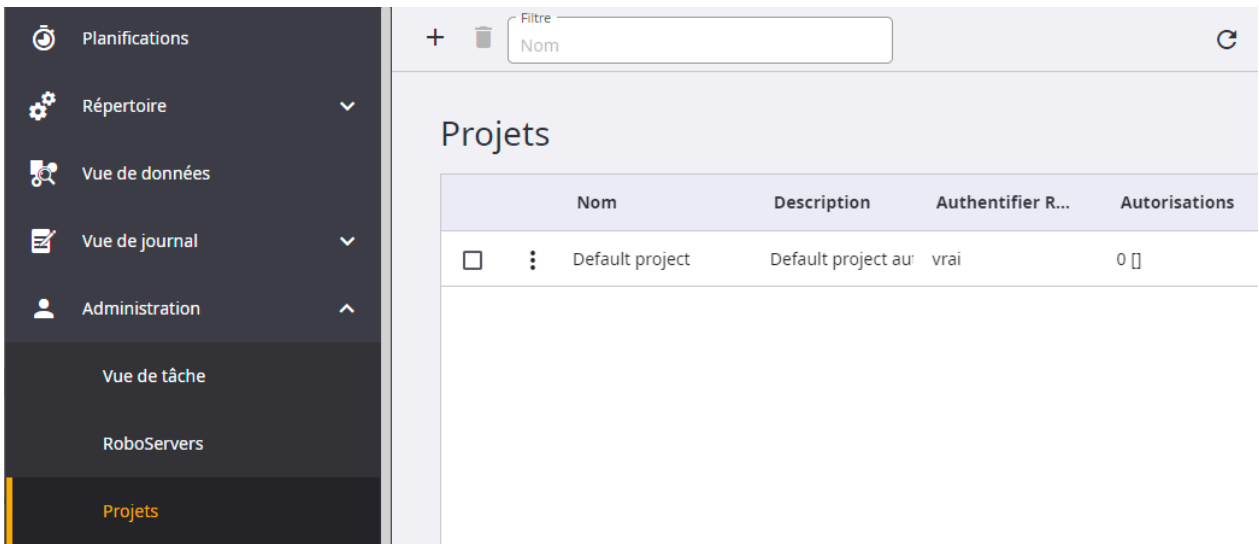 Planifications
Répertoire
Vue de données
Vue de journal
Administration
Vue de tâche
RoboServers
Projets
Filtre
Nom
Projets
Nom Description Authentifier R... Autorisations
Default project Default project au vrai 0 []